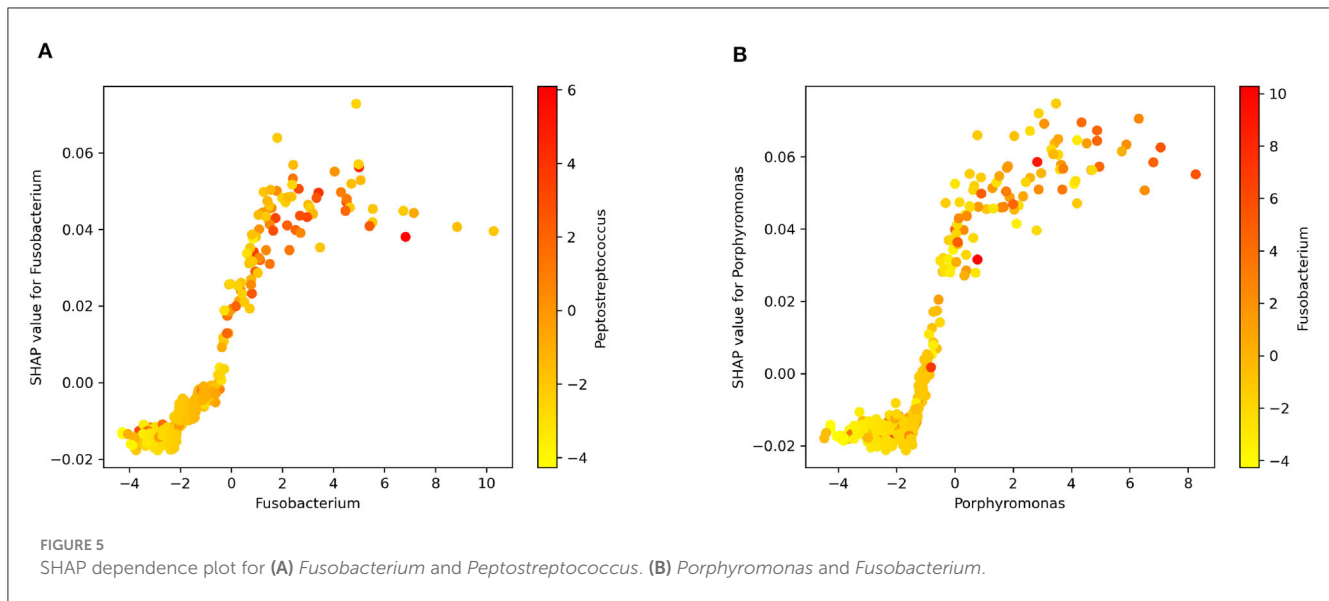 A
B
SHAP value for Fusobacterium
0.06
0.04
0.02
0.00
−0.02
−4 −2 0 2 4 6 8 10
Fusobacterium
6
4
2
0
−2
−4
Peptostreptococcus
SHAP value for Porphyromonas
0.06
0.04
0.02
0.00
−0.02
−4 −2 0 2 4 6 8
Porphyromonas
10
8
6
4
2
0
−2
−4
Fusobacterium
FIGURE 5
SHAP dependence plot for (A) Fusobacterium and Peptostreptococcus. (B) Porphyromonas and Fusobacterium.